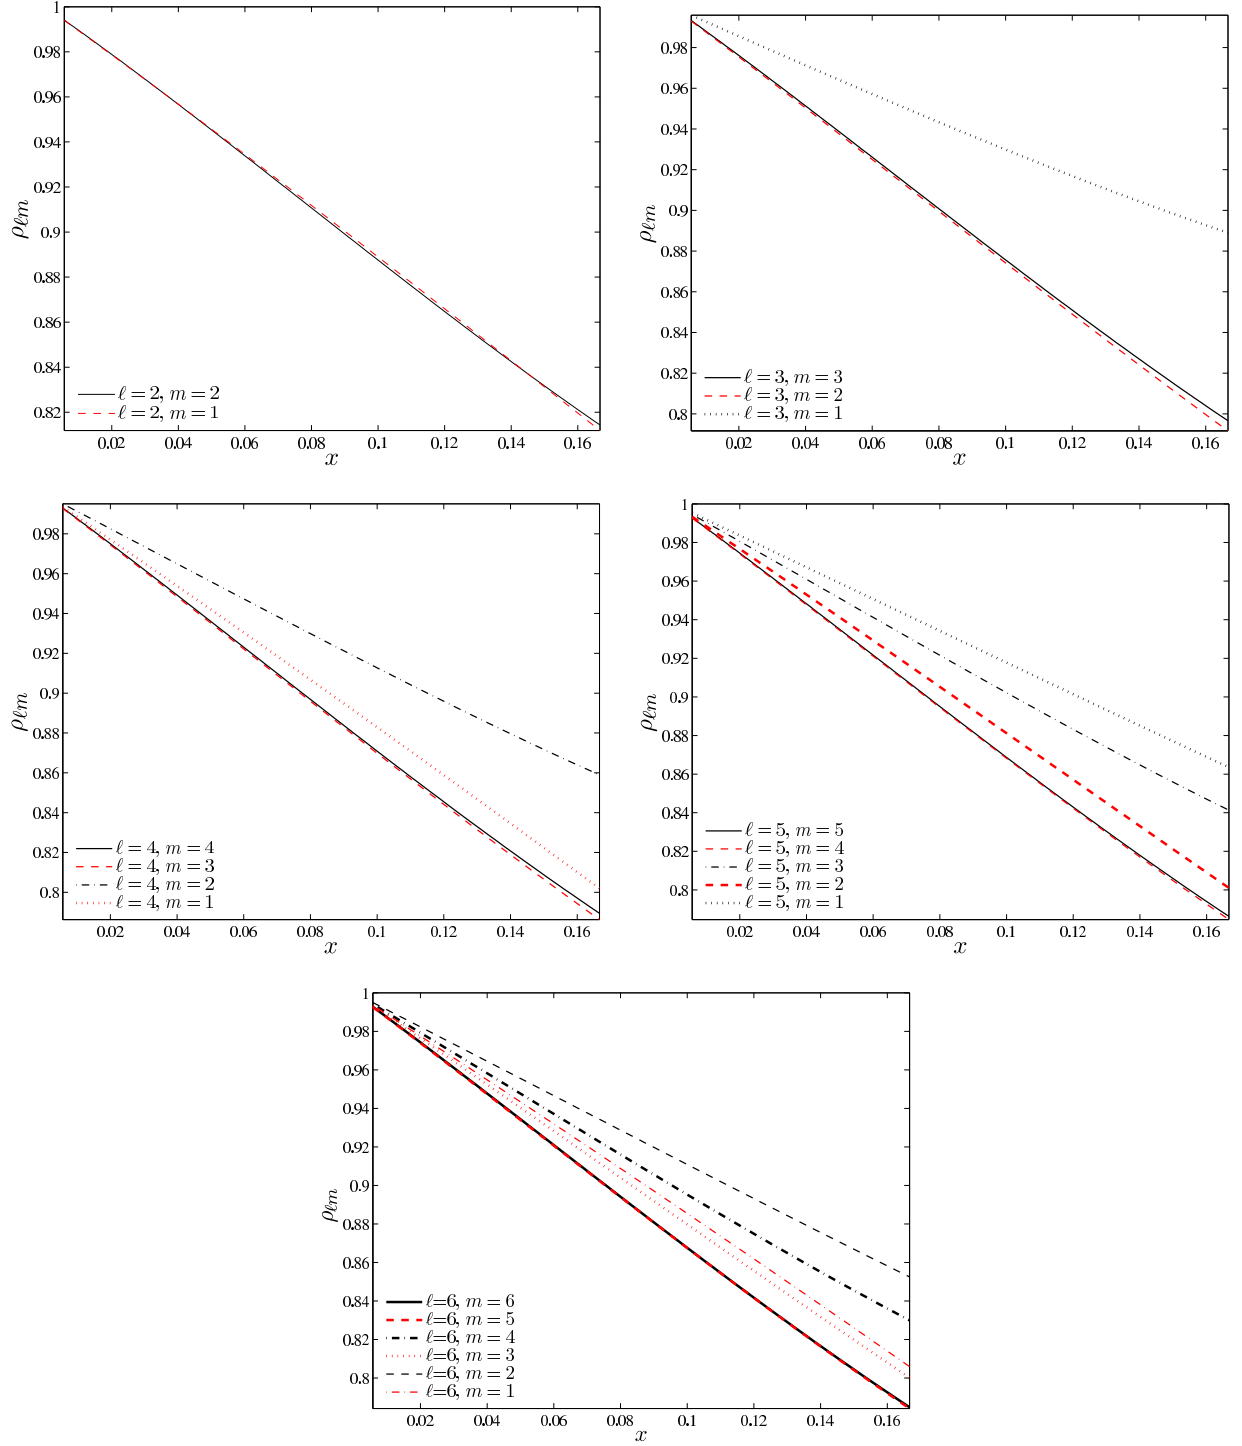 1
0.98
0.96
0.94
0.92
0.9
0.88
0.86
0.84
0.82
ρℓm
ℓ = 2, m = 2
ℓ = 2, m = 1
0.02 0.04 0.06 0.08 0.1 0.12 0.14 0.16
x
0.98
0.96
0.94
0.92
0.9
0.88
0.86
0.84
0.82
0.8
ρℓm
ℓ = 3, m = 3
ℓ = 3, m = 2
ℓ = 3, m = 1
0.02 0.04 0.06 0.08 0.1 0.12 0.14 0.16
x
0.98
0.96
0.94
0.92
0.9
0.88
0.86
0.84
0.82
0.8
ρℓm
ℓ = 4, m = 4
ℓ = 4, m = 3
ℓ = 4, m = 2
ℓ = 4, m = 1
0.02 0.04 0.06 0.08 0.1 0.12 0.14 0.16
x
1
0.98
0.96
0.94
0.92
0.9
0.88
0.86
0.84
0.82
0.8
ρℓm
ℓ = 5, m = 5
ℓ = 5, m = 4
ℓ = 5, m = 3
ℓ = 5, m = 2
ℓ = 5, m = 1
0.02 0.04 0.06 0.08 0.1 0.12 0.14 0.16
x
1
0.98
0.96
0.94
0.92
0.9
0.88
0.86
0.84
0.82
0.8
ρℓm
ℓ=6, m = 6
ℓ=6, m = 5
ℓ=6, m = 4
ℓ=6, m = 3
ℓ=6, m = 2
ℓ=6, m = 1
0.02 0.04 0.06 0.08 0.1 0.12 0.14 0.16
x